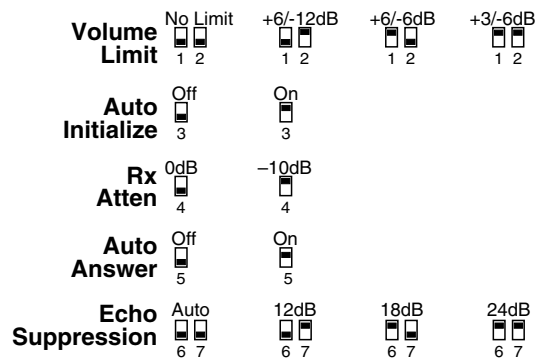 Volume Limit
No Limit +6/-12dB +6/-6dB +3/-6dB
1 2 1 2 1 2 1 2
Auto Initialize
Off On
3 3
Rx Atten
0dB –10dB
4 4
Auto Answer
Off On
5 5
Echo Suppression
Auto 12dB 18dB 24dB
6 7 6 7 6 7 6 7